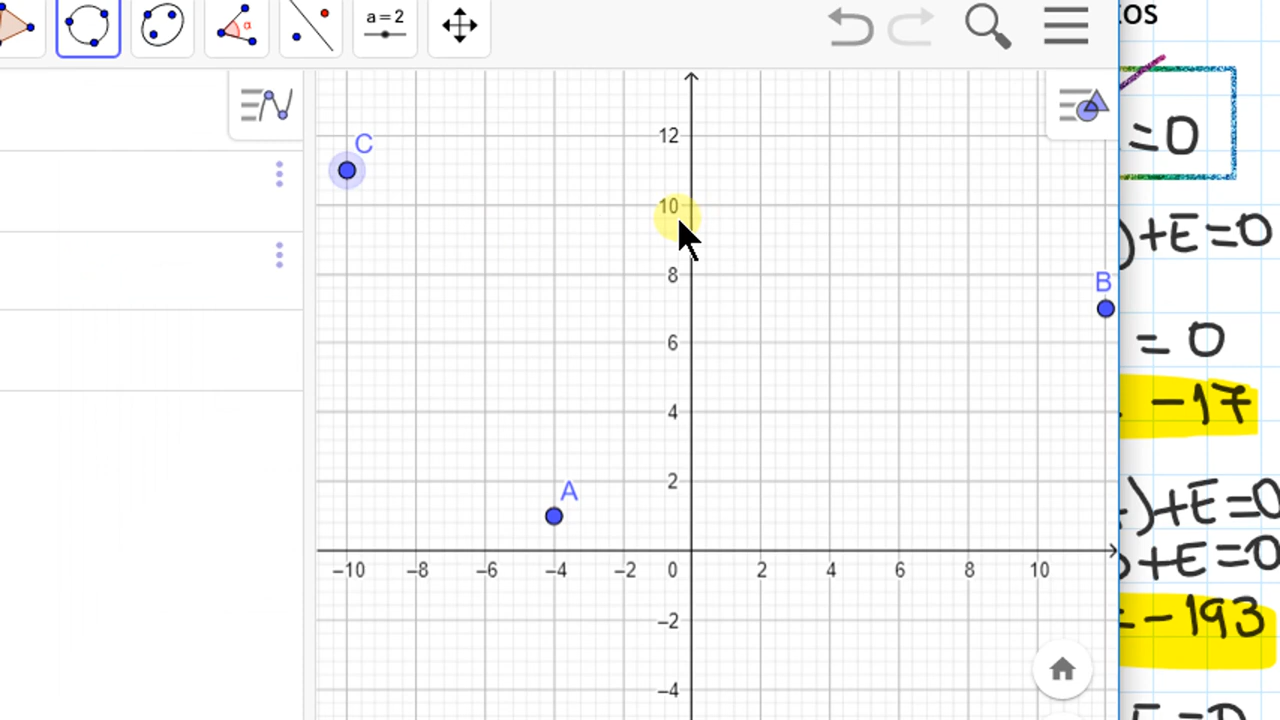 a=2
tos
=0
)+E=0
= 0
-17
)+E=0
+E=0
=-193
C
B
A
12
10
8
6
4
2
-10 -8 -6 -4 -2 0 2 4 6 8 10
-2
-4